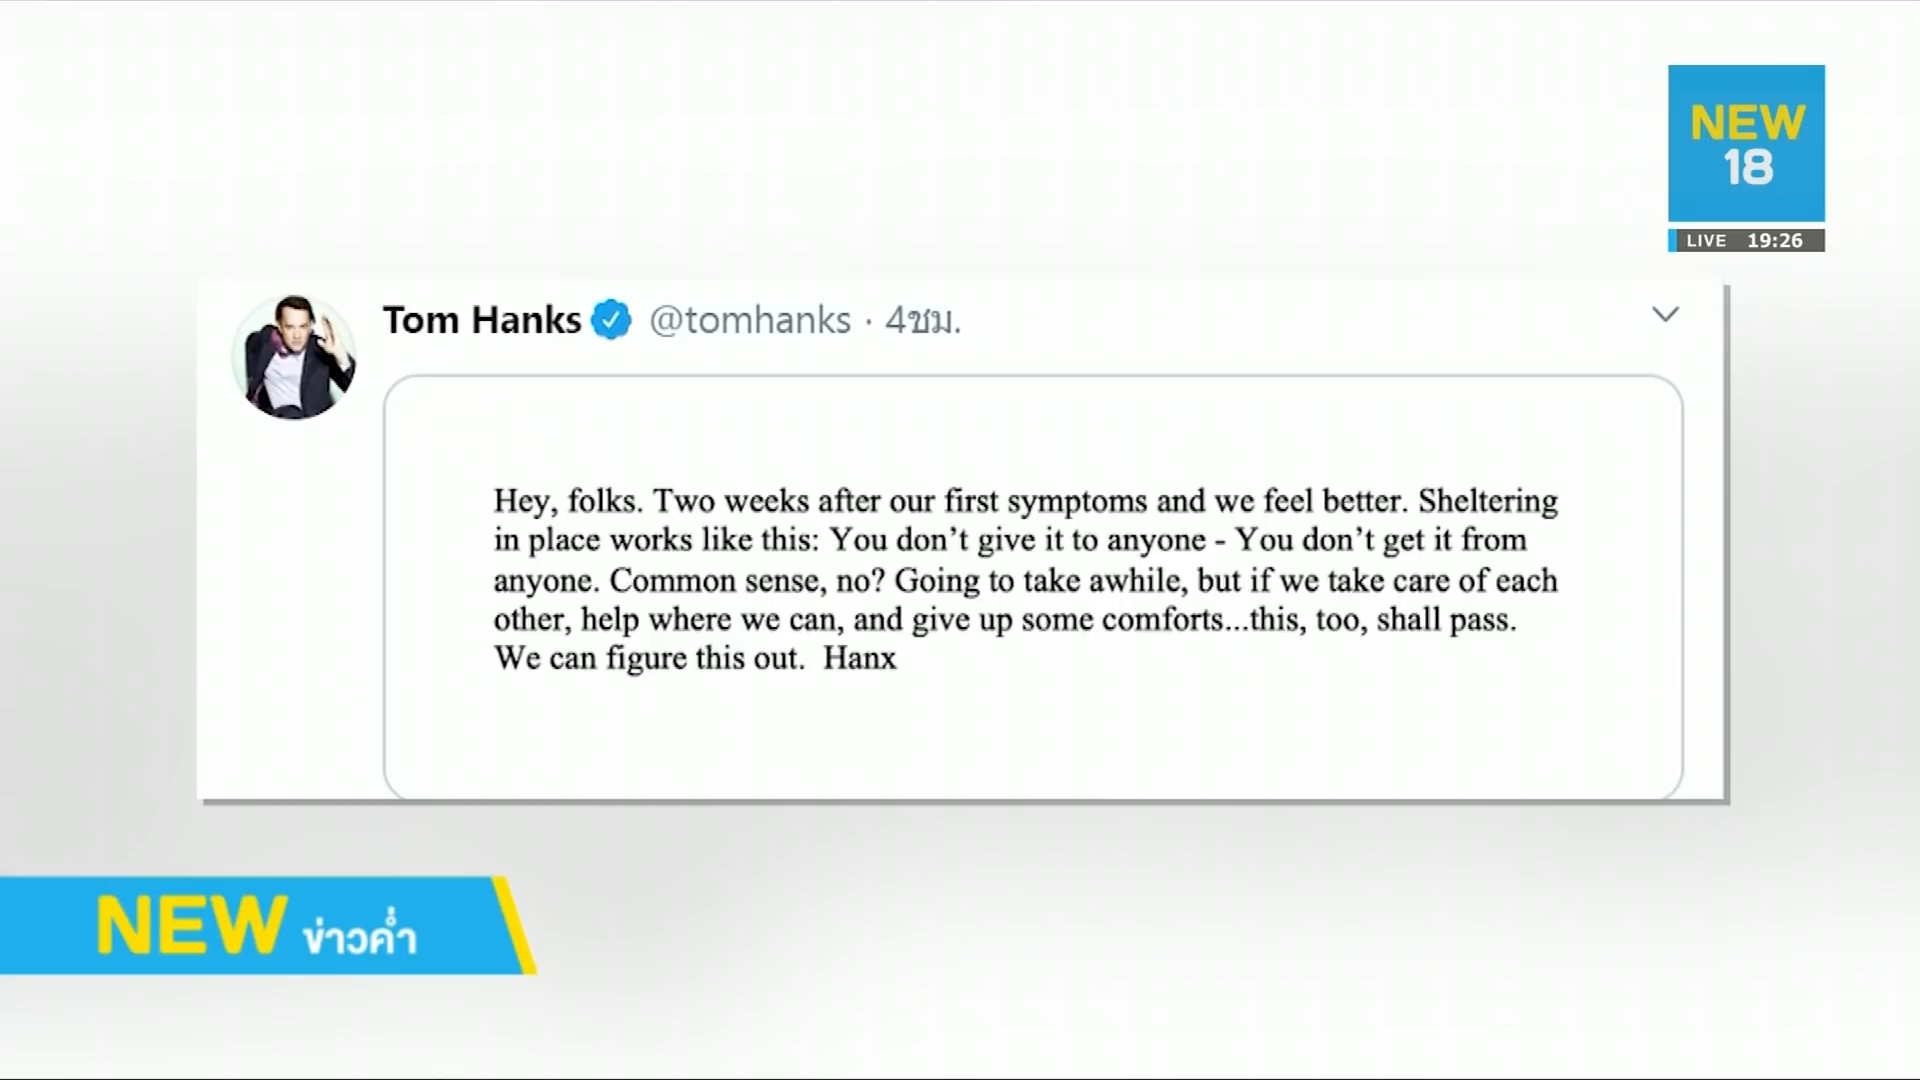 NEW
18
LIVE 19:26
Tom Hanks @tomhanks · 4ชม.
Hey, folks. Two weeks after our first symptoms and we feel better. Sheltering
in place works like this: You don’t give it to anyone - You don’t get it from
anyone. Common sense, no? Going to take awhile, but if we take care of each
other, help where we can, and give up some comforts...this, too, shall pass.
We can figure this out.  Hanx
NEW ข่าวค่ำ